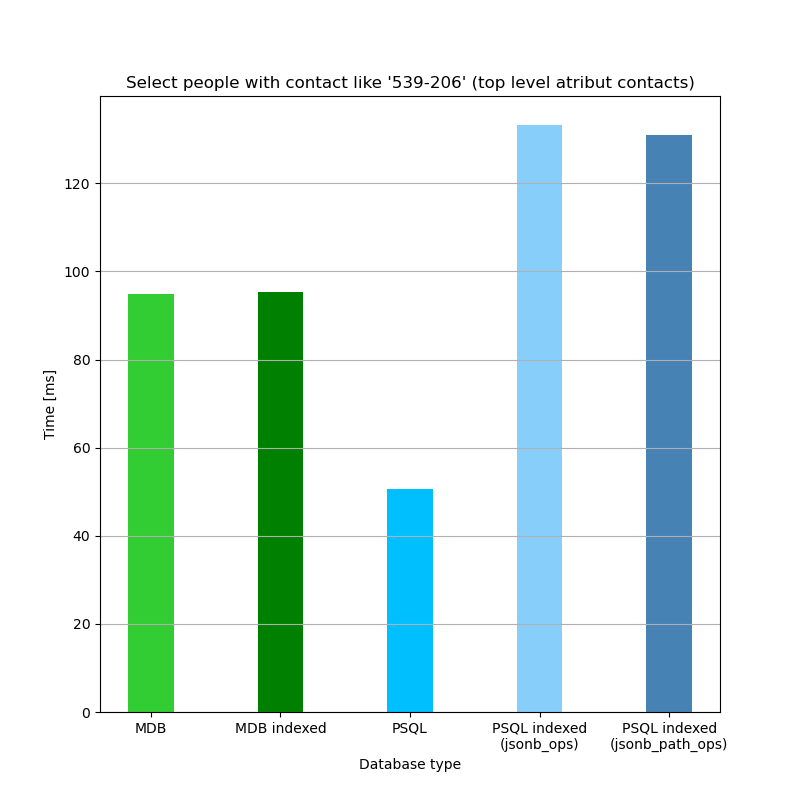 Select people with contact like '539-206' (top level atribut contacts)
120
100
80
60
40
20
0
Time [ms]
MDB
MDB indexed
PSQL
PSQL indexed
(jsonb_ops)
PSQL indexed
(jsonb_path_ops)
Database type